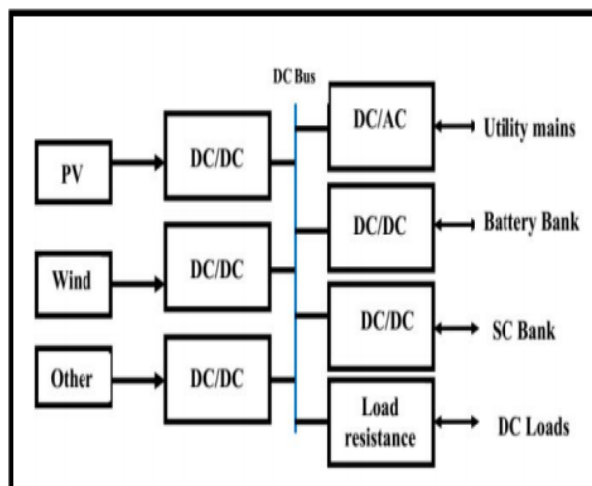 DC Bus
PV
DC/DC
DC/AC
Utility mains
Wind
DC/DC
DC/DC
Battery Bank
Other
DC/DC
DC/DC
SC Bank
Load
resistance
DC Loads